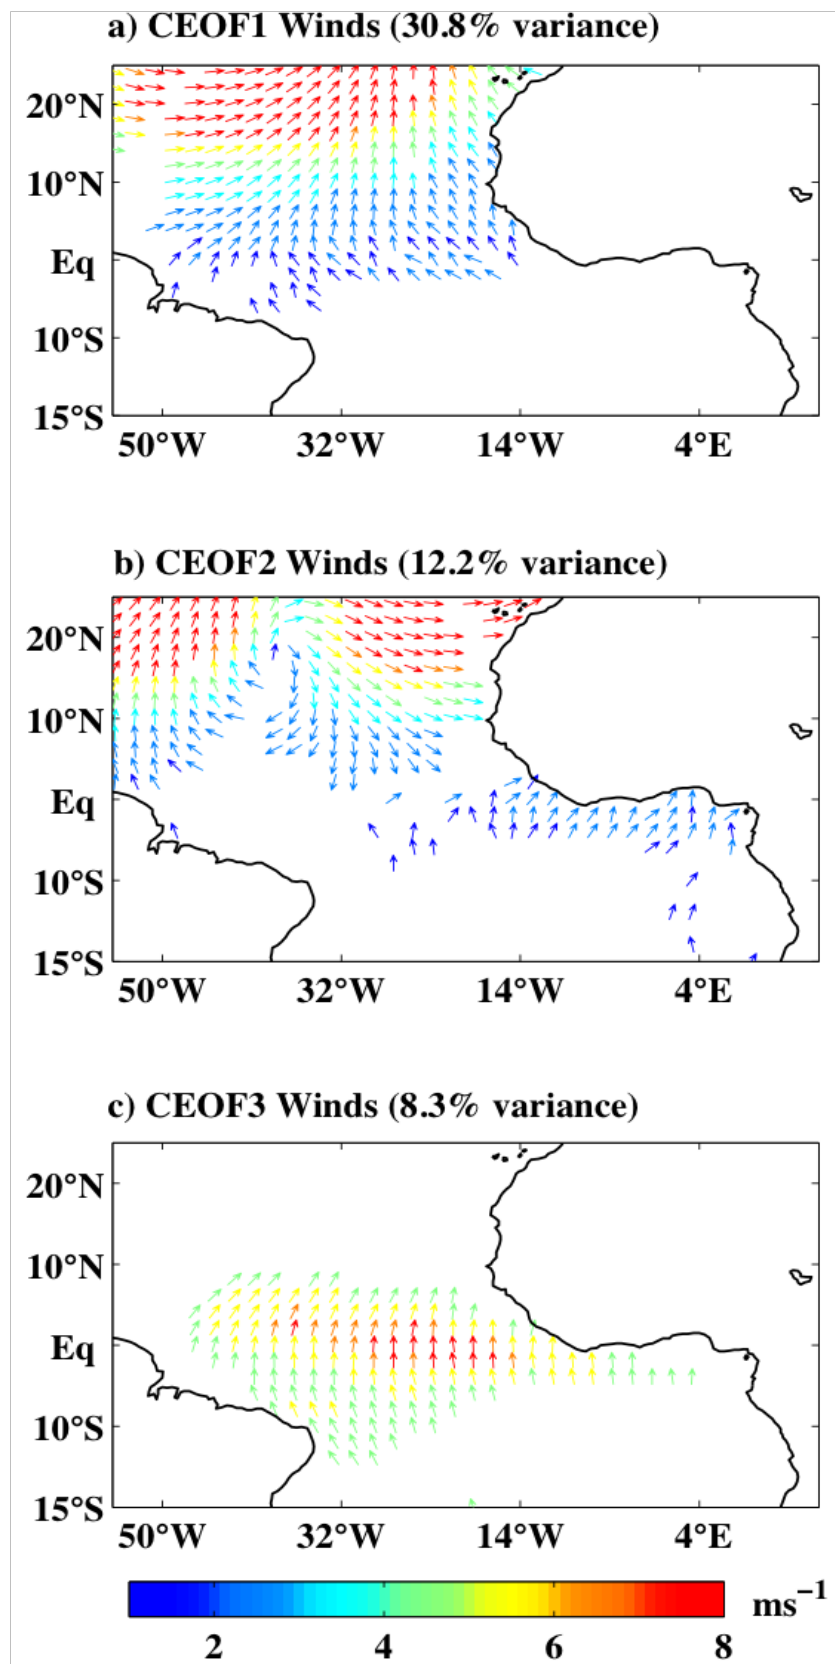 a) CEOF1 Winds (30.8% variance)
20°N
10°N
Eq
10°S
15°S
50°W 32°W 14°W 4°E
b) CEOF2 Winds (12.2% variance)
20°N
10°N
Eq
10°S
15°S
50°W 32°W 14°W 4°E
c) CEOF3 Winds (8.3% variance)
20°N
10°N
Eq
10°S
15°S
50°W 32°W 14°W 4°E
ms⁻¹
2 4 6 8